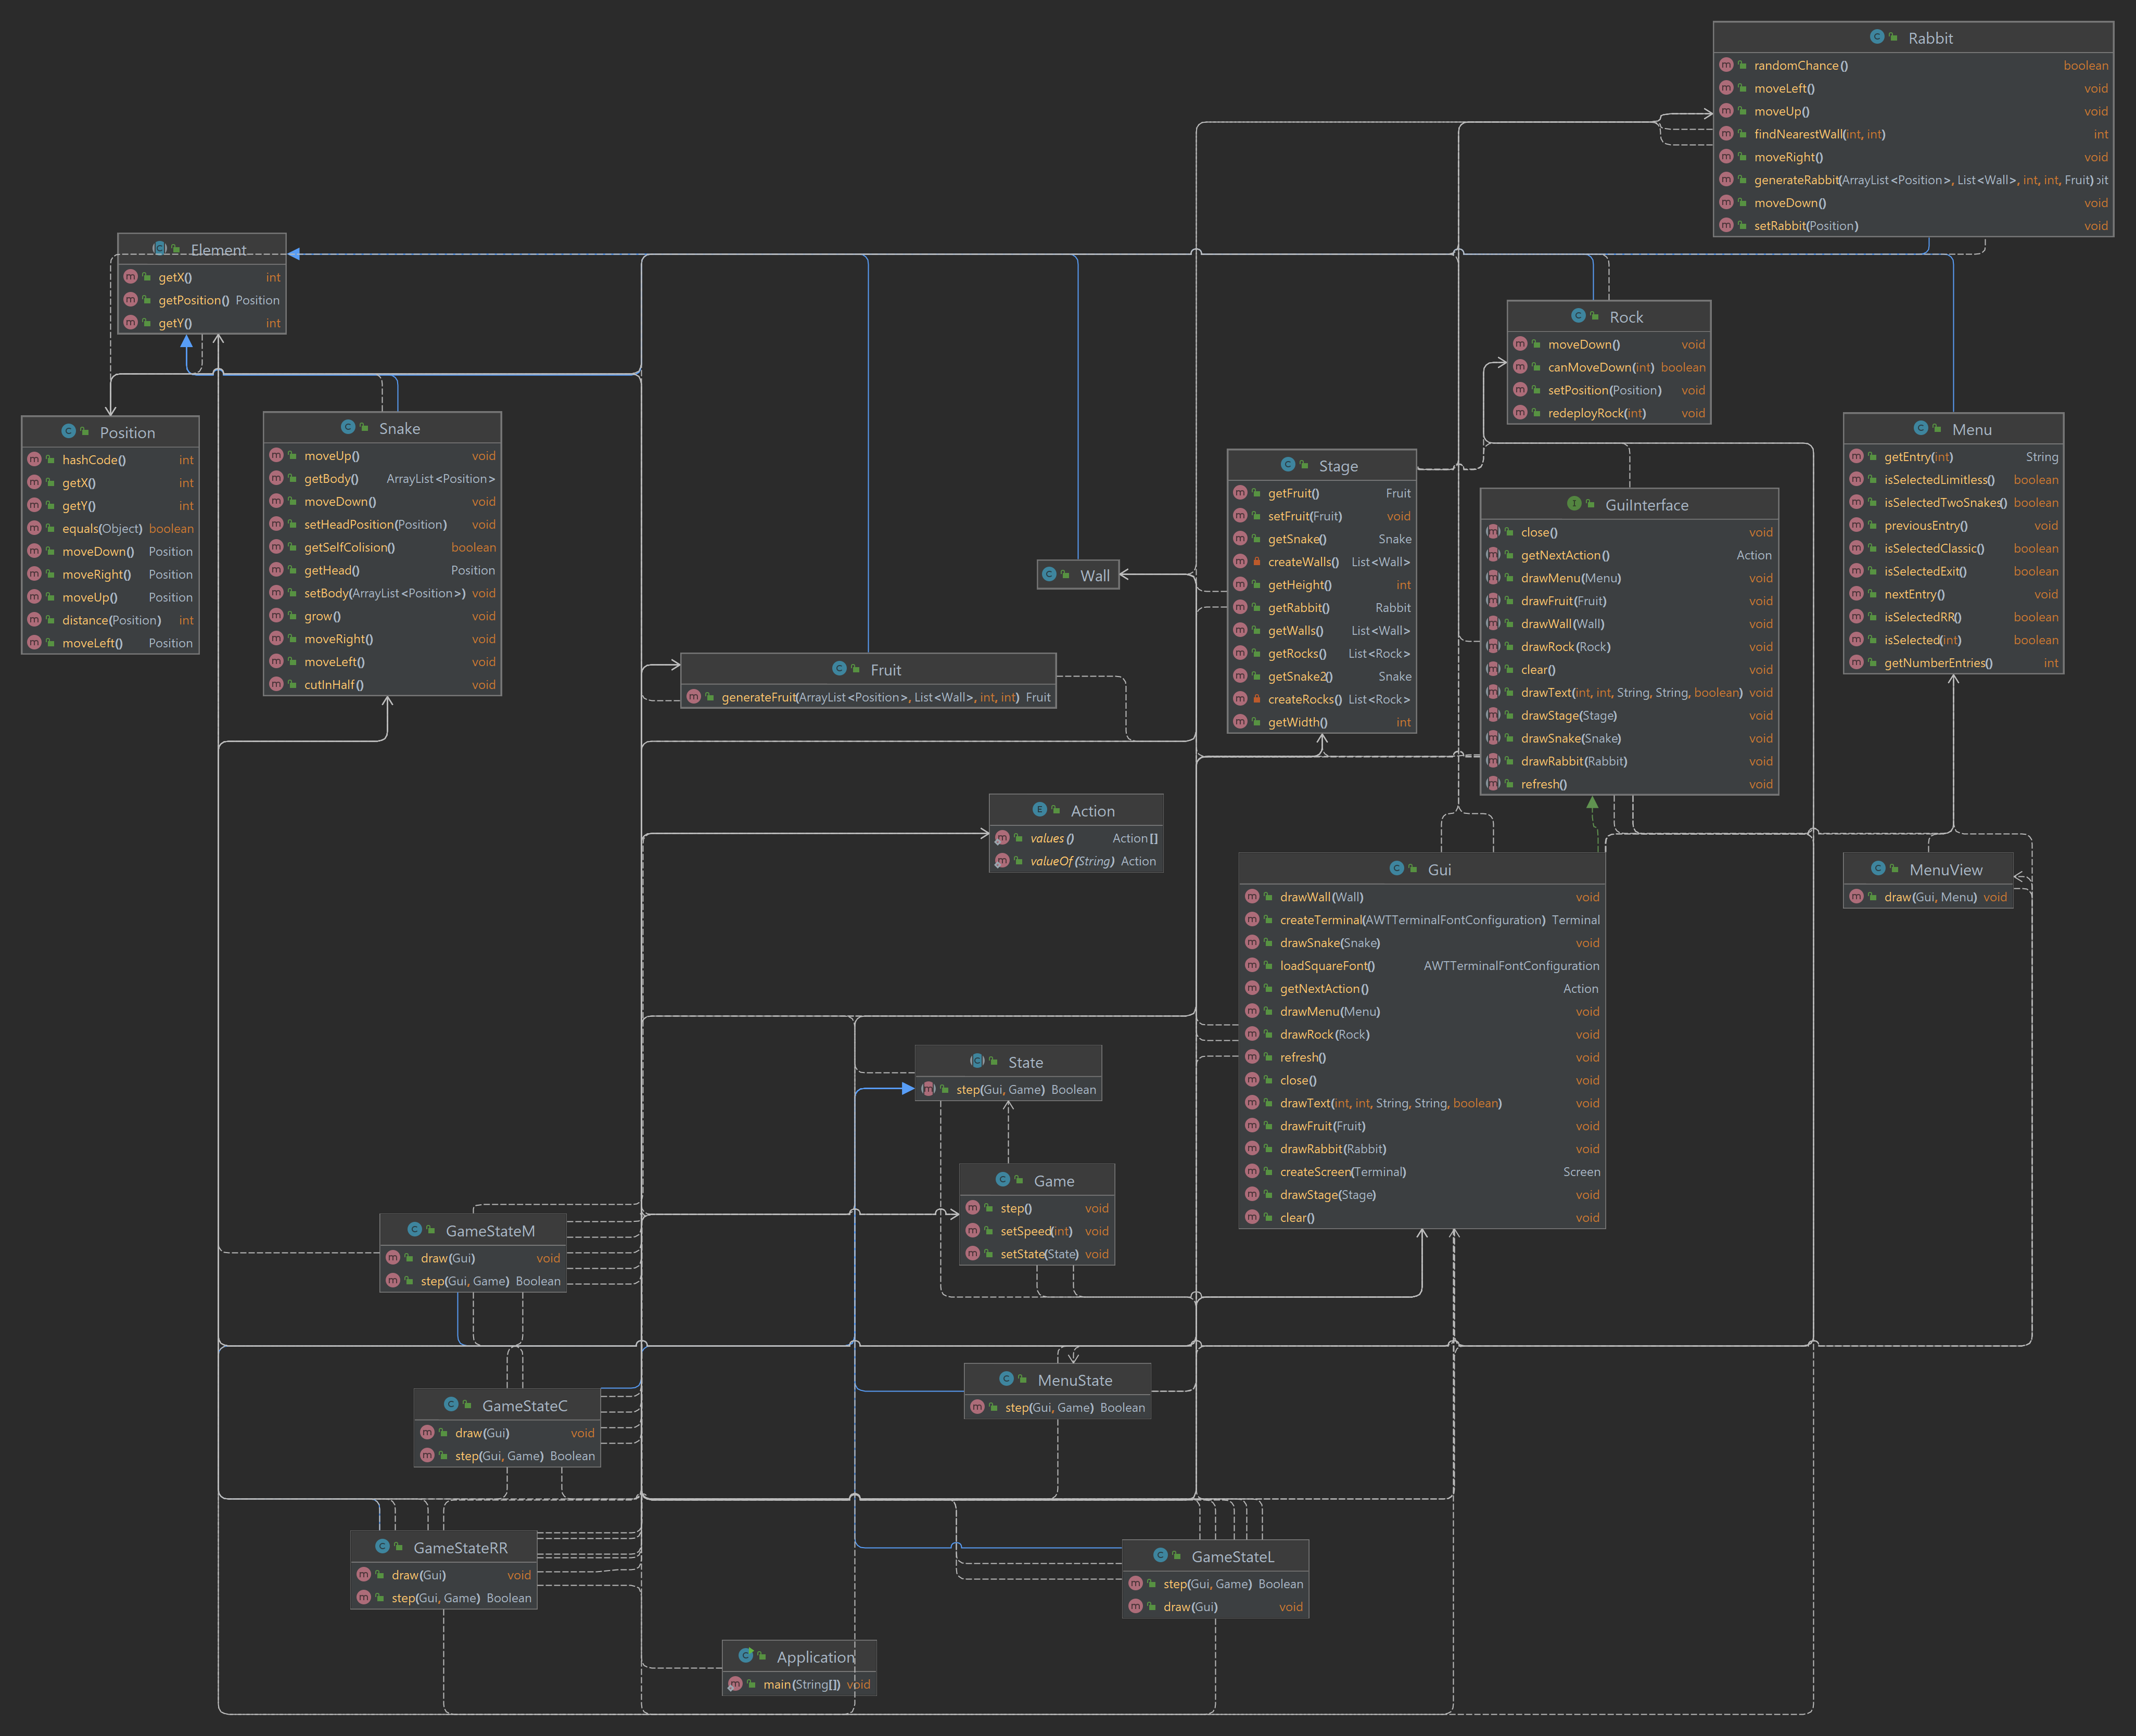 Rabbit
randomChance() boolean
moveLeft() void
moveUp() void
findNearestWall(int, int) int
moveRight() void
generateRabbit(ArrayList<Position>, List<Wall>, int, int, Fruit) bit
moveDown() void
setRabbit(Position) void
Element
getX() int
getPosition() Position
getY() int
Rock
moveDown() void
canMoveDown(int) boolean
setPosition(Position) void
redeployRock(int) void
Position
hashCode() int
getX() int
getY() int
equals(Object) boolean
moveDown() Position
moveRight() Position
moveUp() Position
distance(Position) int
moveLeft() Position
Snake
moveUp() void
getBody() ArrayList<Position>
moveDown() void
setHeadPosition(Position) void
getSelfColision() boolean
getHead() Position
setBody(ArrayList<Position>) void
grow() void
moveRight() void
moveLeft() void
cutInHalf() void
Menu
getEntry(int) String
isSelectedLimitless() boolean
isSelectedTwoSnakes() boolean
previousEntry() void
isSelectedClassic() boolean
isSelectedExit() boolean
nextEntry() void
isSelectedRR() boolean
isSelected(int) boolean
getNumberEntries() int
Stage
getFruit() Fruit
setFruit(Fruit) void
getSnake() Snake
createWalls() List<Wall>
getHeight() int
getRabbit() Rabbit
getWalls() List<Wall>
getRocks() List<Rock>
getSnake2() Snake
createRocks() List<Rock>
getWidth() int
GuiInterface
close() void
getNextAction() Action
drawMenu(Menu) void
drawFruit(Fruit) void
drawWall(Wall) void
drawRock(Rock) void
clear() void
drawText(int, int, String, String, boolean) void
drawStage(Stage) void
drawSnake(Snake) void
drawRabbit(Rabbit) void
refresh() void
Wall
Fruit
generateFruit(ArrayList<Position>, List<Wall>, int, int) Fruit
Action
values() Action[]
valueOf(String) Action
Gui
drawWall(Wall) void
createTerminal(AWTTerminalFontConfiguration) Terminal
drawSnake(Snake) void
loadSquareFont() AWTTerminalFontConfiguration
getNextAction() Action
drawMenu(Menu) void
drawRock(Rock) void
refresh() void
close() void
drawText(int, int, String, String, boolean) void
drawFruit(Fruit) void
drawRabbit(Rabbit) void
createScreen(Terminal) Screen
drawStage(Stage) void
clear() void
MenuView
draw(Gui, Menu) void
State
step(Gui, Game) Boolean
Game
step() void
setSpeed(int) void
setState(State) void
GameStateM
draw(Gui) void
step(Gui, Game) Boolean
MenuState
step(Gui, Game) Boolean
GameStateC
draw(Gui) void
step(Gui, Game) Boolean
GameStateRR
draw(Gui) void
step(Gui, Game) Boolean
GameStateL
step(Gui, Game) Boolean
draw(Gui) void
Application
main(String[]) void